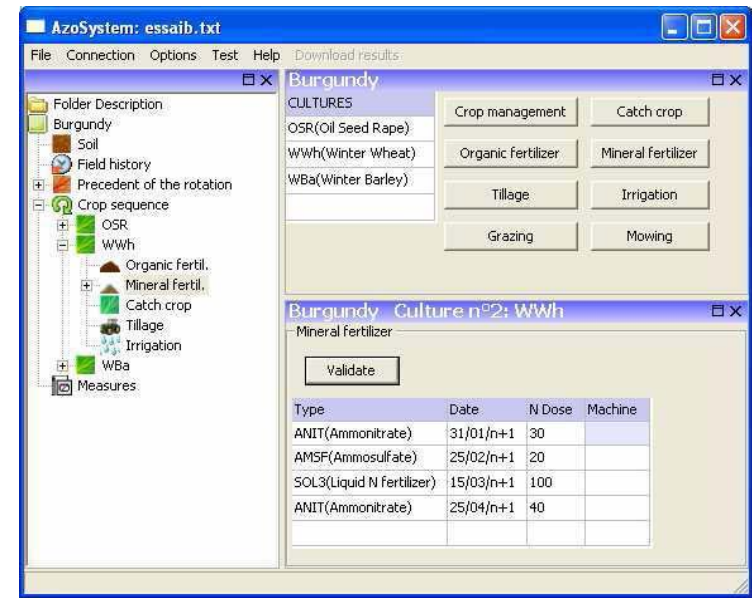 AzoSystem: essaib.txt
File Connection Options Test Help Download results
Folder Description
Burgundy
Soil
Field history
Precedent of the rotation
Crop sequence
OSR
WWh
Organic fertil.
Mineral fertil.
Catch crop
Tillage
Irrigation
WBa
Measures
Burgundy
CULTURES
OSR(Oil Seed Rape)
WWh(Winter Wheat)
WBa(Winter Barley)
Crop management Catch crop
Organic fertilizer Mineral fertilizer
Tillage Irrigation
Grazing Mowing
Burgundy Culture n°2: WWh
Mineral fertilizer
Validate
Type Date N Dose Machine
ANIT(Ammonitrate) 31/01/n+1 30
AMSF(Ammosulfate) 25/02/n+1 20
SOL3(Liquid N fertilizer) 15/03/n+1 100
ANIT(Ammonitrate) 25/04/n+1 40